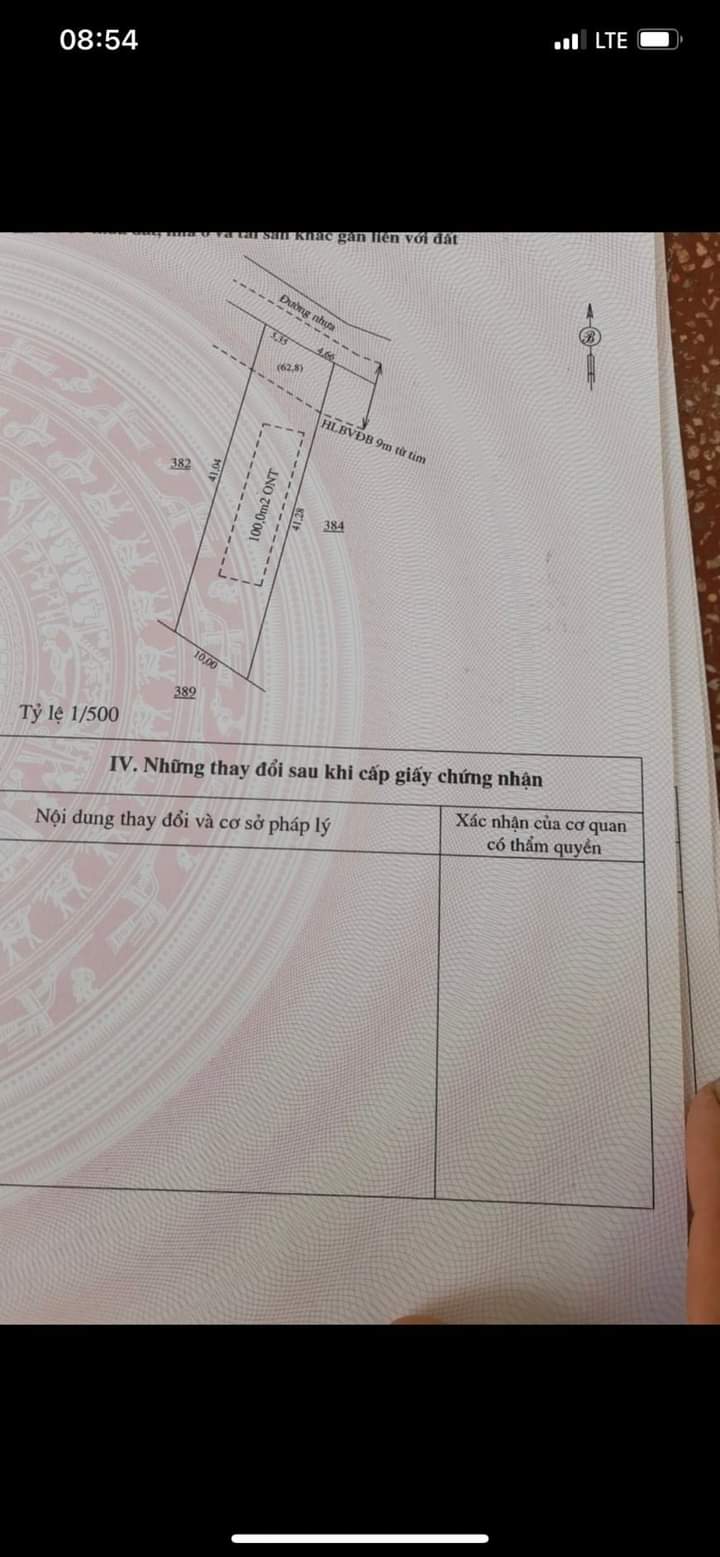 08:54
LTE
khác gắn liền với đất
Đường nhựa
5,35
4,66
(62,8)
HLBVĐB 9m từ tim
382
41,04
100,0m2 ONT
41,28
384
10,00
389
Tỷ lệ 1/500
IV. Những thay đổi sau khi cấp giấy chứng nhận
Nội dung thay đổi và cơ sở pháp lý
Xác nhận của cơ quan
có thẩm quyền